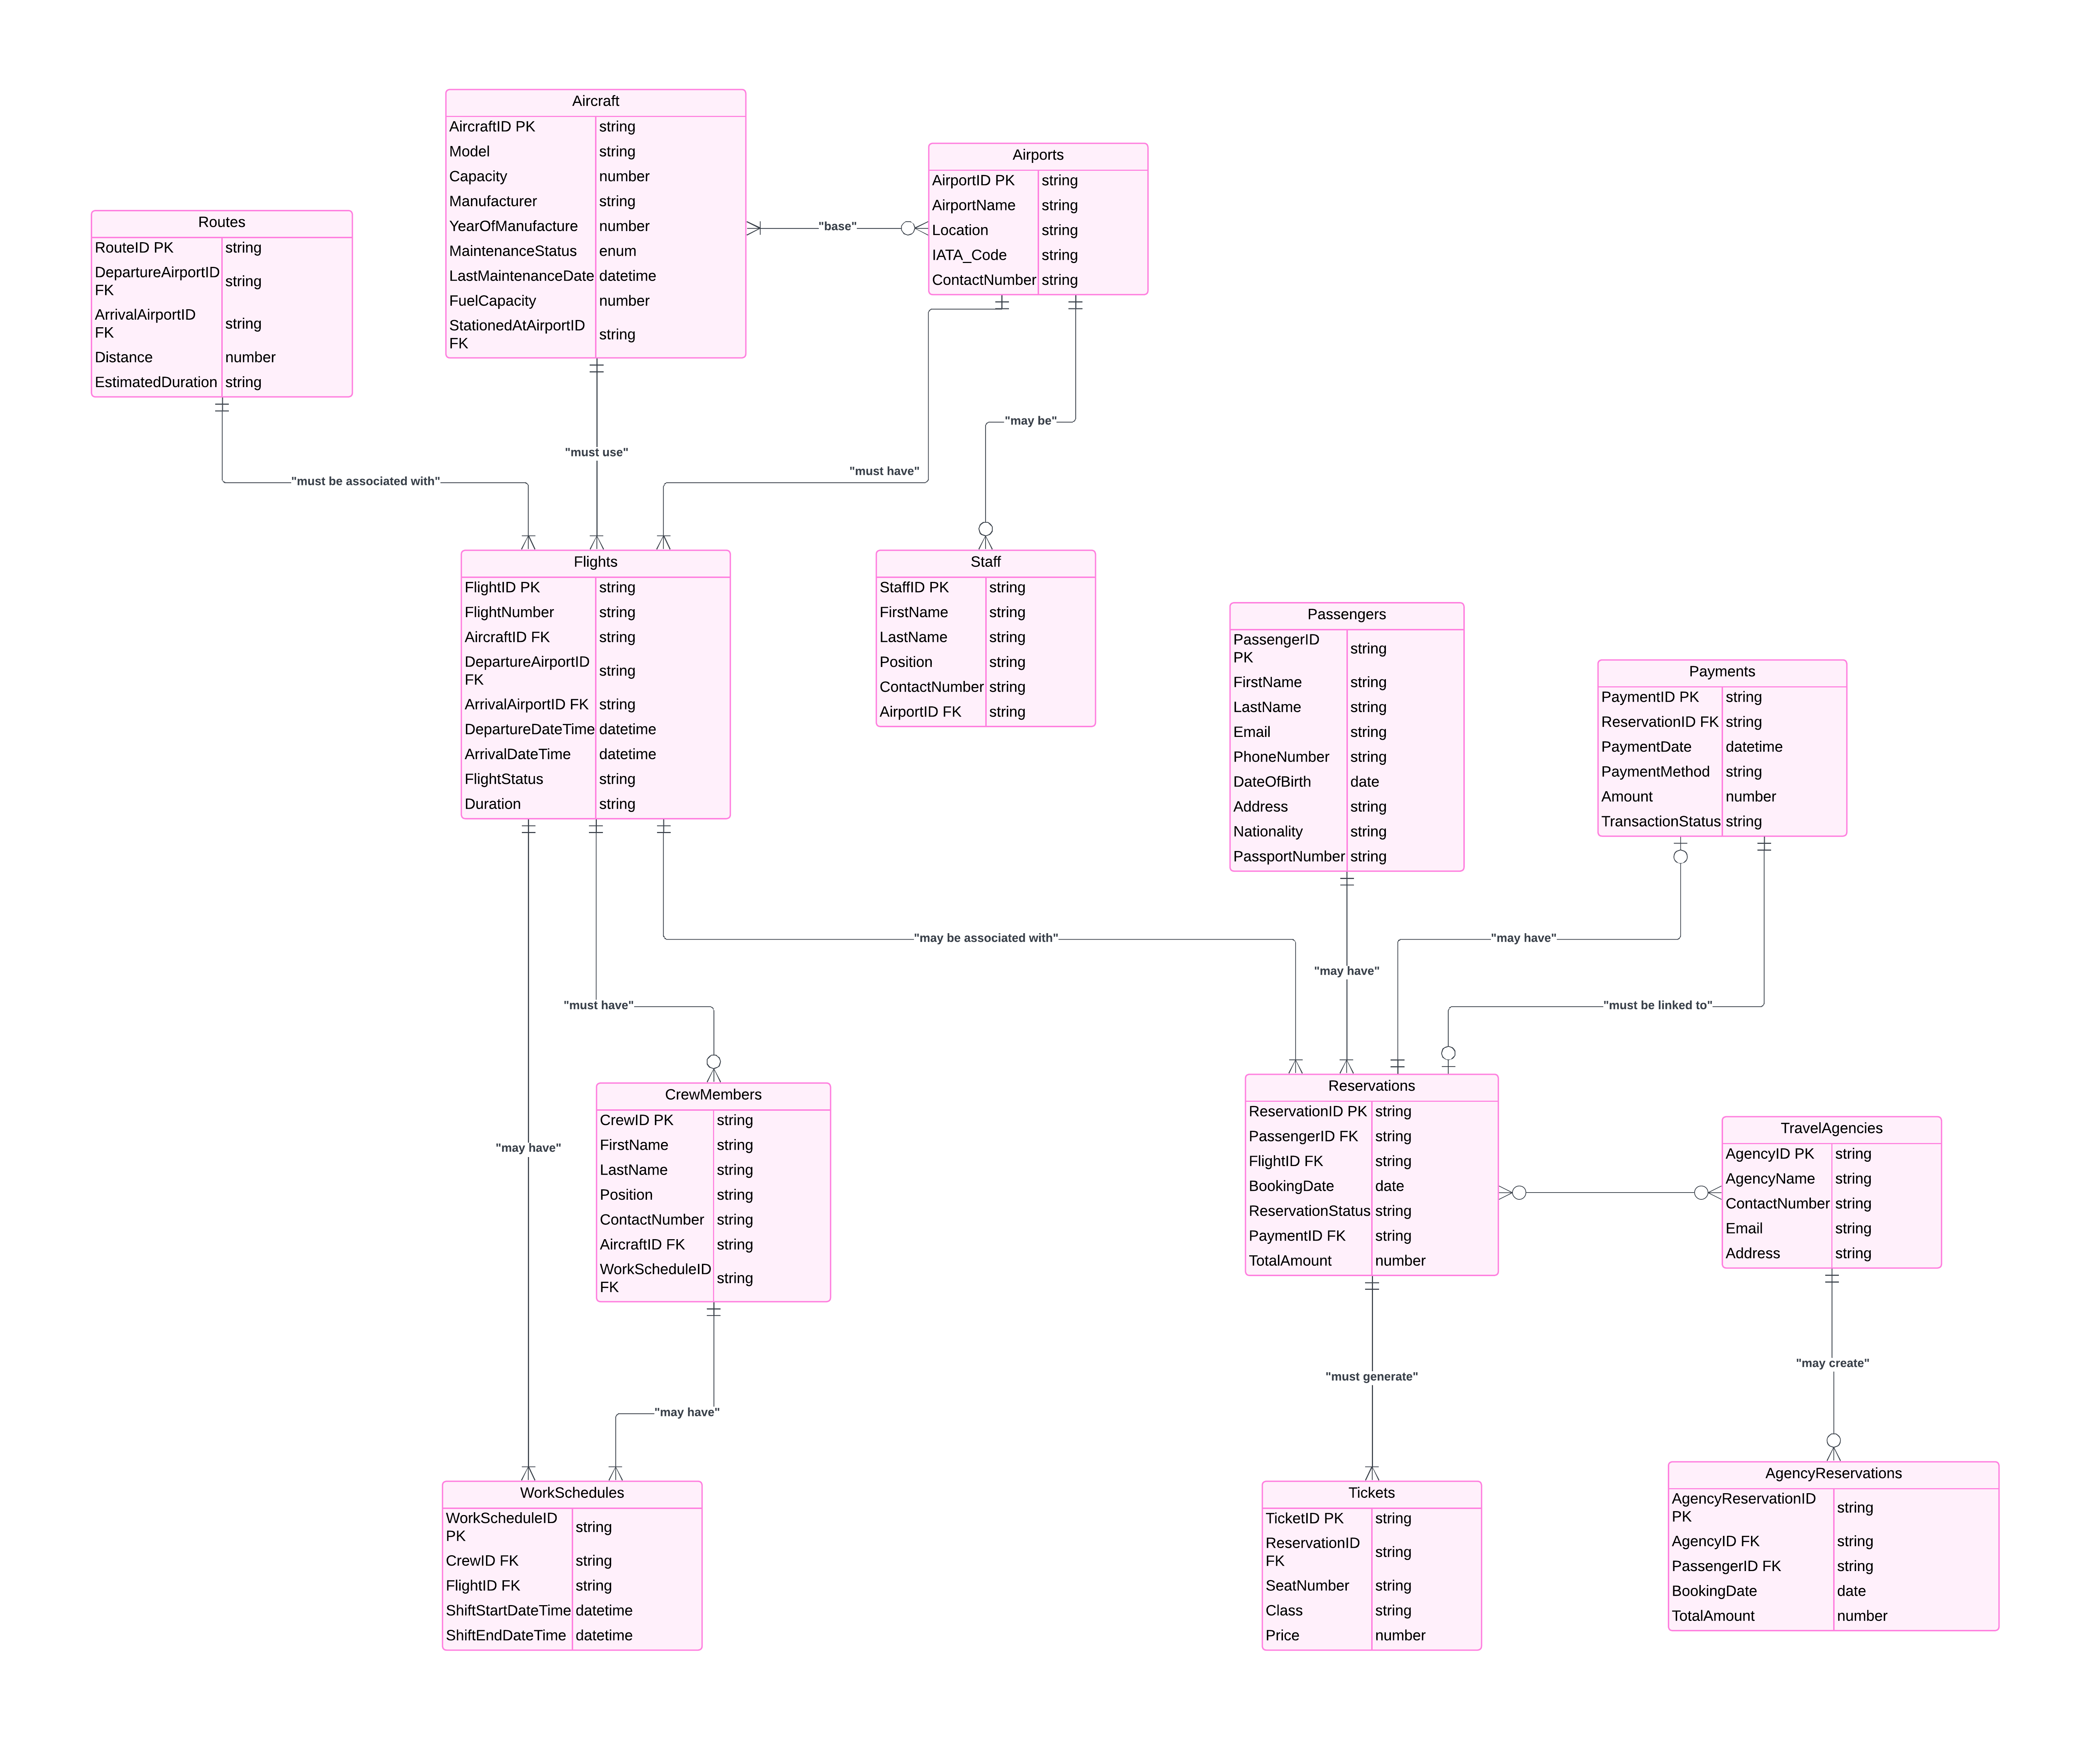 Aircraft
AircraftID PK string
Model string
Capacity number
Manufacturer string
YearOfManufacture number
MaintenanceStatus enum
LastMaintenanceDate datetime
FuelCapacity number
StationedAtAirportID
FK
string
Airports
AirportID PK string
AirportName string
Location string
IATA_Code string
ContactNumber string
Routes
RouteID PK string
DepartureAirportID
FK
string
ArrivalAirportID
FK
string
Distance number
EstimatedDuration string
"base"
"may be"
"must use"
"must have"
"must be associated with"
Flights
FlightID PK string
FlightNumber string
AircraftID FK string
DepartureAirportID
FK
string
ArrivalAirportID FK string
DepartureDateTime datetime
ArrivalDateTime datetime
FlightStatus string
Duration string
Staff
StaffID PK string
FirstName string
LastName string
Position string
ContactNumber string
AirportID FK string
Passengers
PassengerID
PK
string
FirstName string
LastName string
Email string
PhoneNumber string
DateOfBirth date
Address string
Nationality string
PassportNumber string
Payments
PaymentID PK string
ReservationID FK string
PaymentDate datetime
PaymentMethod string
Amount number
TransactionStatus string
"may be associated with"
"may have"
"may have"
"must have"
"must be linked to"
"may have"
CrewMembers
CrewID PK string
FirstName string
LastName string
Position string
ContactNumber string
AircraftID FK string
WorkScheduleID
FK
string
Reservations
ReservationID PK string
PassengerID FK string
FlightID FK string
BookingDate date
ReservationStatus string
PaymentID FK string
TotalAmount number
TravelAgencies
AgencyID PK string
AgencyName string
ContactNumber string
Email string
Address string
"may create"
"must generate"
"may have"
WorkSchedules
WorkScheduleID
PK
string
CrewID FK string
FlightID FK string
ShiftStartDateTime datetime
ShiftEndDateTime datetime
Tickets
TicketID PK string
ReservationID
FK
string
SeatNumber string
Class string
Price number
AgencyReservations
AgencyReservationID
PK
string
AgencyID FK string
PassengerID FK string
BookingDate date
TotalAmount number